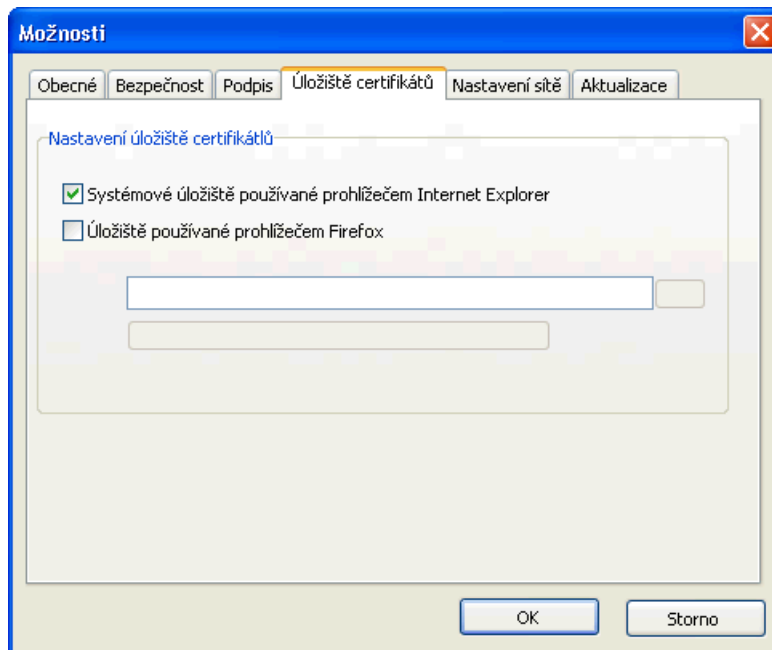 Možnosti
Obecné Bezpečnost Podpis Úložiště certifikátů Nastavení sítě Aktualizace
Nastavení úložiště certifikátlů
Systémové úložiště používané prohlížečem Internet Explorer
Úložiště používané prohlížečem Firefox
OK Storno